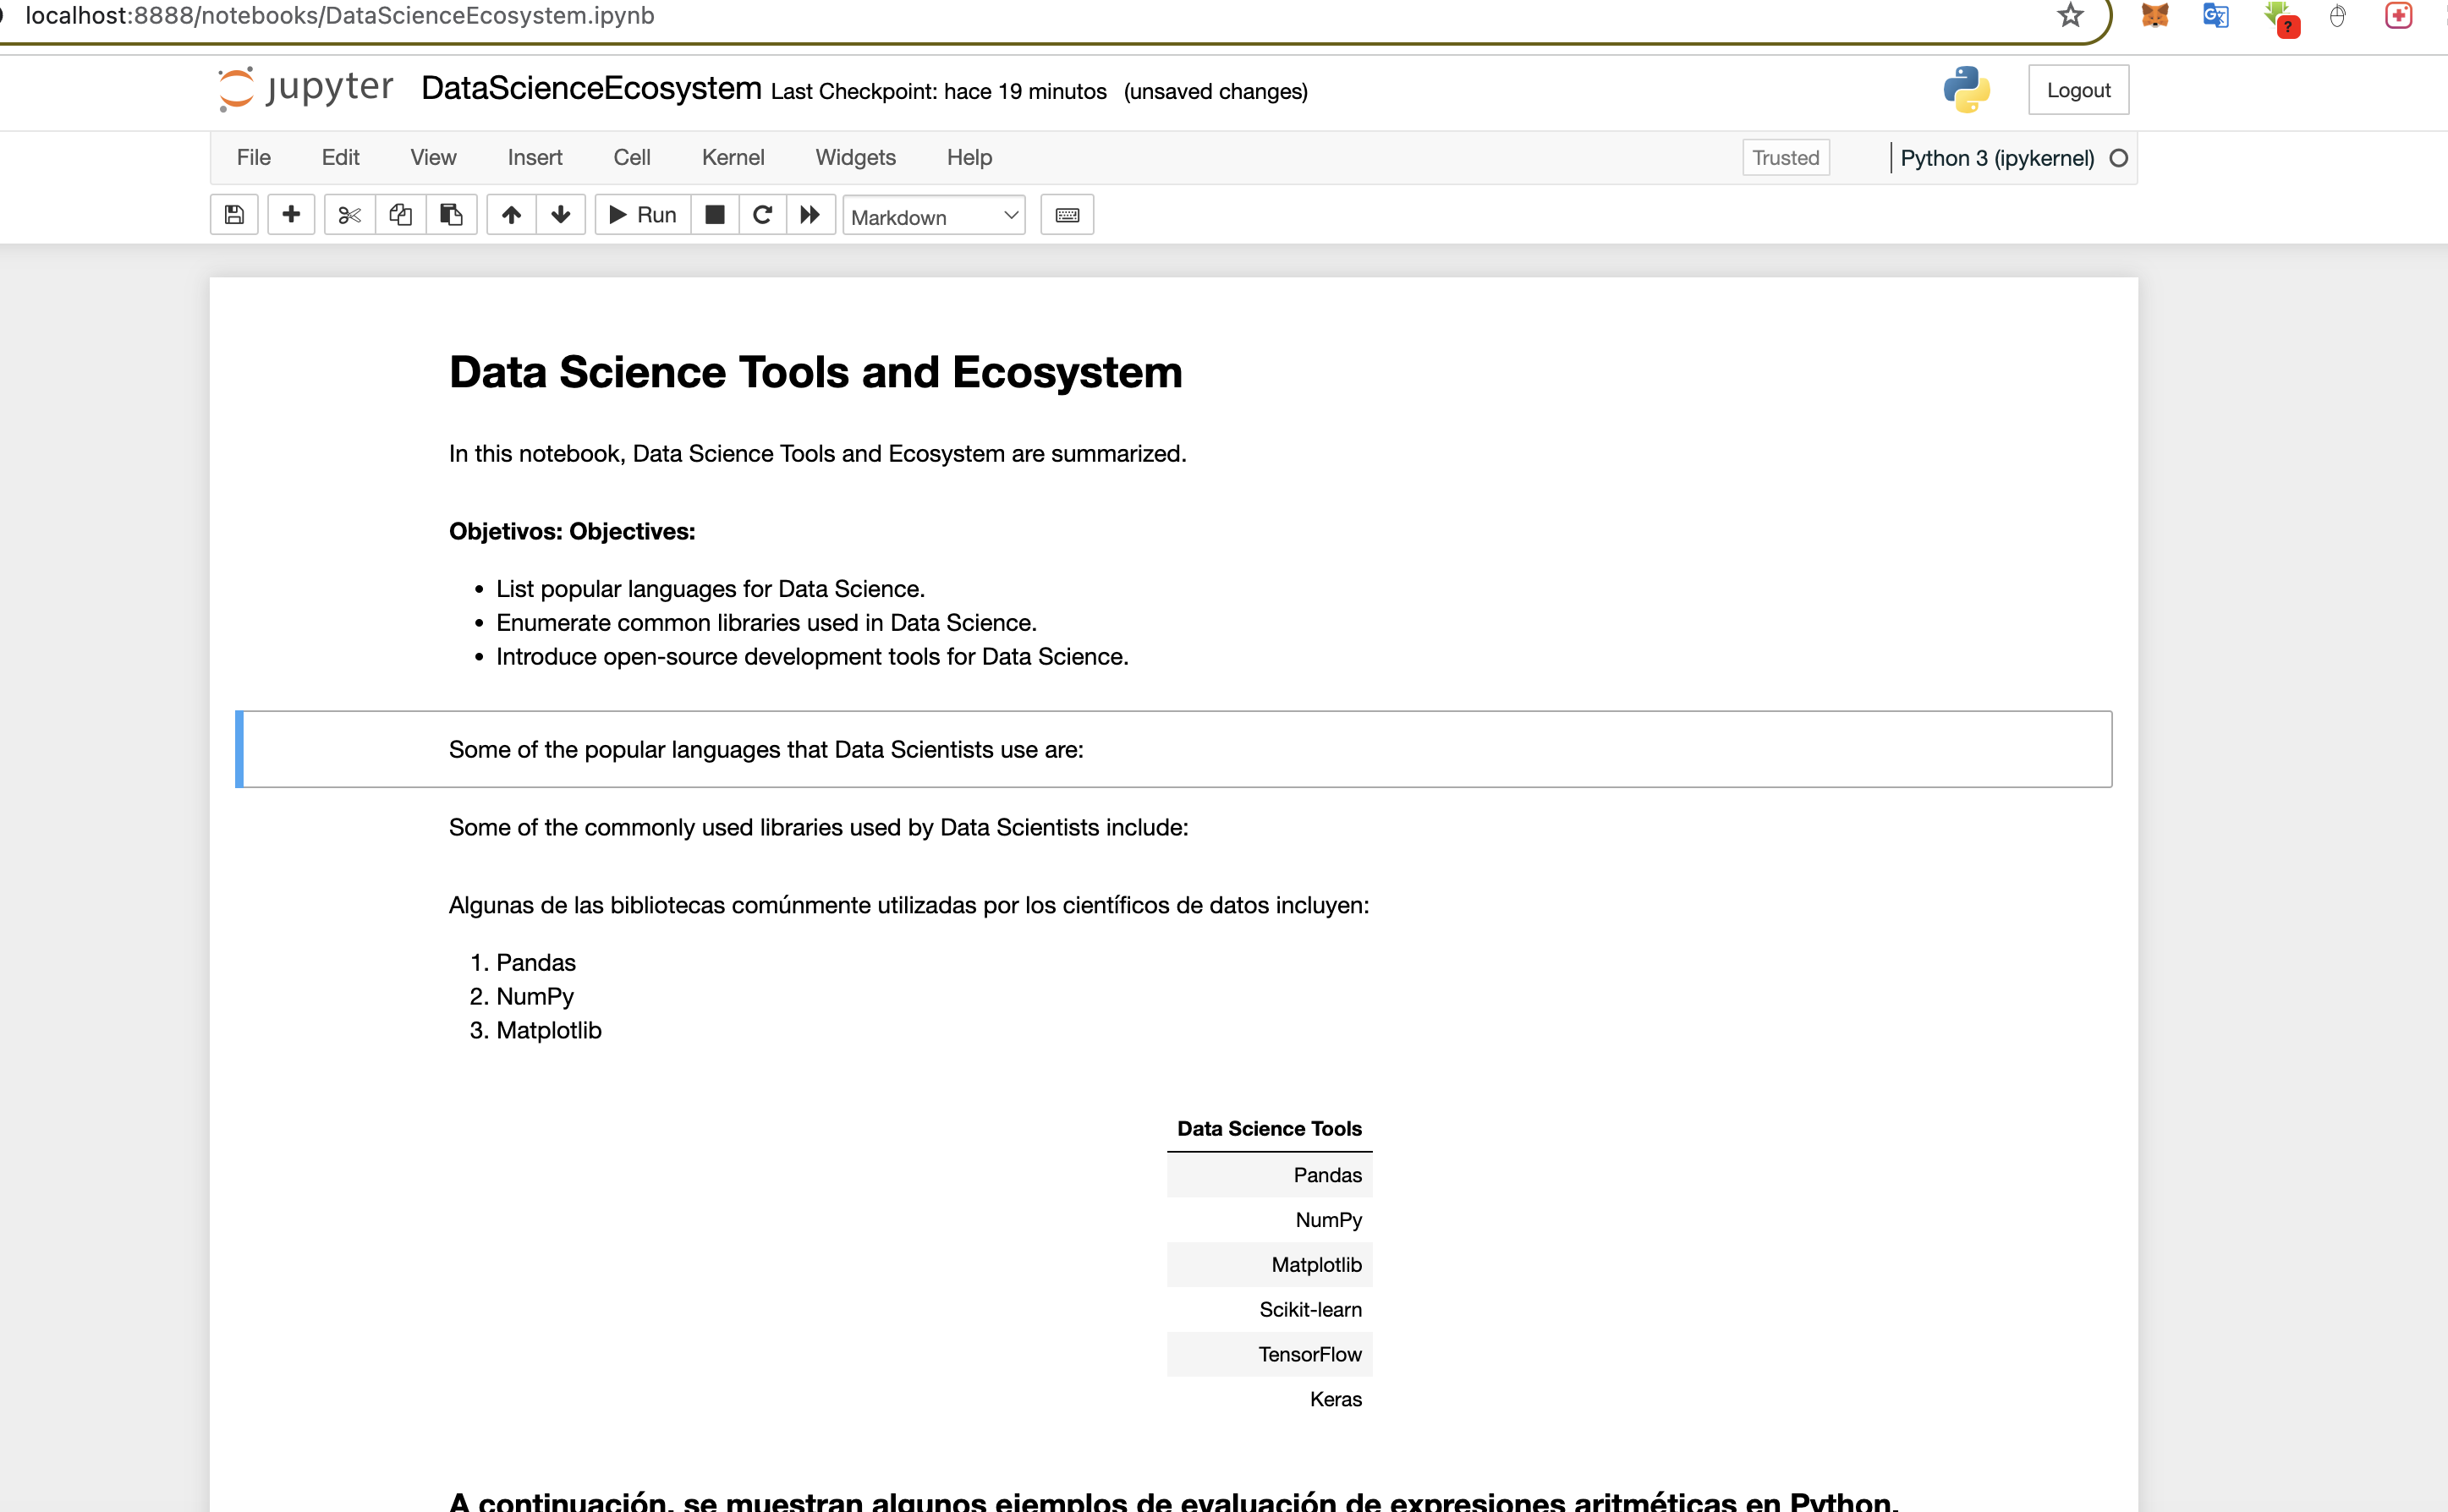 localhost:8888/notebooks/DataScienceEcosystem.ipynb
jupyter DataScienceEcosystem Last Checkpoint: hace 19 minutos (unsaved changes) Logout
File Edit View Insert Cell Kernel Widgets Help Trusted Python 3 (ipykernel)
Run Markdown
Data Science Tools and Ecosystem
In this notebook, Data Science Tools and Ecosystem are summarized.
Objetivos: Objectives:
• List popular languages for Data Science.
• Enumerate common libraries used in Data Science.
• Introduce open-source development tools for Data Science.
Some of the popular languages that Data Scientists use are:
Some of the commonly used libraries used by Data Scientists include:
Algunas de las bibliotecas comúnmente utilizadas por los científicos de datos incluyen:
1. Pandas
2. NumPy
3. Matplotlib
Data Science Tools
Pandas
NumPy
Matplotlib
Scikit-learn
TensorFlow
Keras
A continuación, se muestran algunos ejemplos de evaluación de expresiones aritméticas en Python.